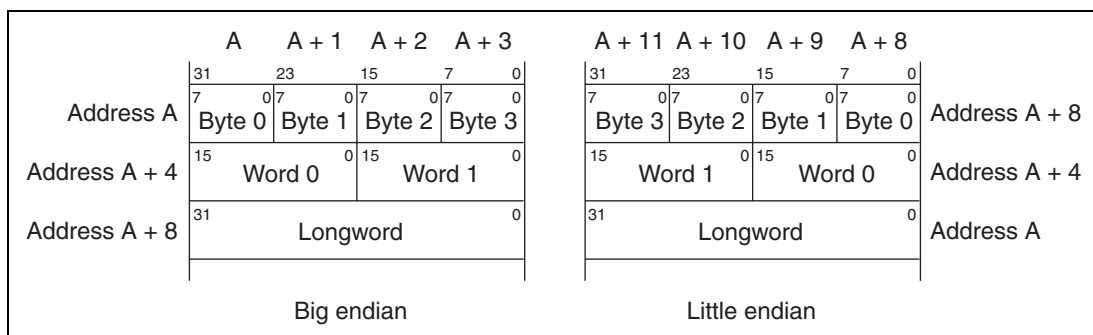 A A + 1 A + 2 A + 3 A + 11 A + 10 A + 9 A + 8
31 23 15 7 0 31 23 15 7 0
Address A 7 0 7 0 7 0 7 0 7 0 7 0 7 0 7 0 Address A + 8
Byte 0 Byte 1 Byte 2 Byte 3 Byte 3 Byte 2 Byte 1 Byte 0
Address A + 4 15 Word 0 0 15 Word 1 0 15 Word 1 0 15 Word 0 0 Address A + 4
Address A + 8 31 Longword 0 31 Longword 0 Address A
Big endian Little endian